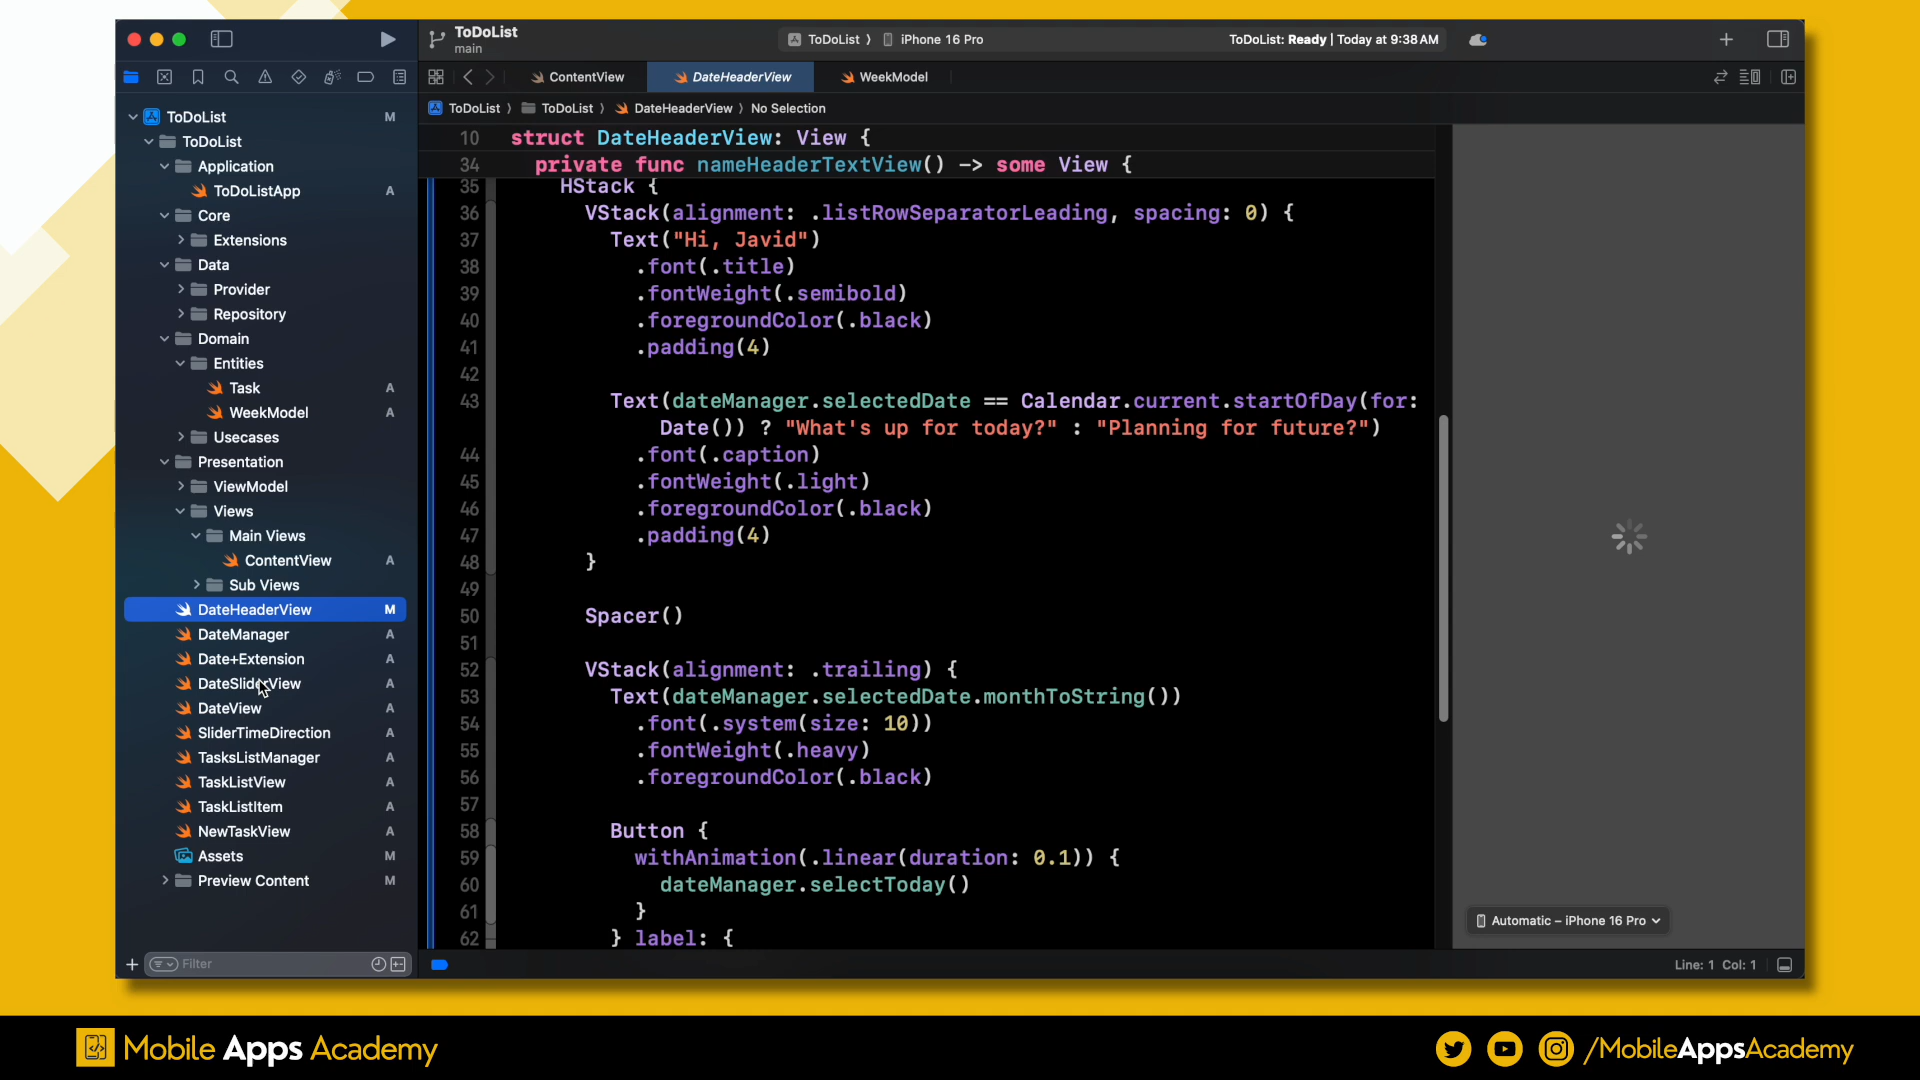 ToDoList
main
ToDoList
iPhone 16 Pro
ToDoList: Ready | Today at 9:38 AM
ContentView
DateHeaderView
WeekModel
ToDoList 〉 ToDoList 〉 DateHeaderView 〉 No Selection
ToDoList M
ToDoList
Application
ToDoListApp A
Core
Extensions
Data
Provider
Repository
Domain
Entities
Task A
WeekModel A
Usecases
Presentation
ViewModel
Views
Main Views
ContentView A
Sub Views
DateHeaderView M
DateManager A
Date+Extension A
DateSliderView A
DateView A
SliderTimeDirection A
TasksListManager A
TaskListView A
TaskListItem A
NewTaskView A
Assets M
Preview Content M
Filter
10 struct DateHeaderView: View {
34 private func nameHeaderTextView() -> some View {
35 HStack {
36 VStack(alignment: .listRowSeparatorLeading, spacing: 0) {
37 Text("Hi, Javid")
38 .font(.title)
39 .fontWeight(.semibold)
40 .foregroundColor(.black)
41 .padding(4)
42
43 Text(dateManager.selectedDate == Calendar.current.startOfDay(for:
Date()) ? "What's up for today?" : "Planning for future?")
44 .font(.caption)
45 .fontWeight(.light)
46 .foregroundColor(.black)
47 .padding(4)
48 }
49
50 Spacer()
51
52 VStack(alignment: .trailing) {
53 Text(dateManager.selectedDate.monthToString())
54 .font(.system(size: 10))
55 .fontWeight(.heavy)
56 .foregroundColor(.black)
57
58 Button {
59 withAnimation(.linear(duration: 0.1)) {
60 dateManager.selectToday()
61 }
62 } label: {
Automatic – iPhone 16 Pro
Line: 1 Col: 1
Mobile Apps Academy
/MobileAppsAcademy